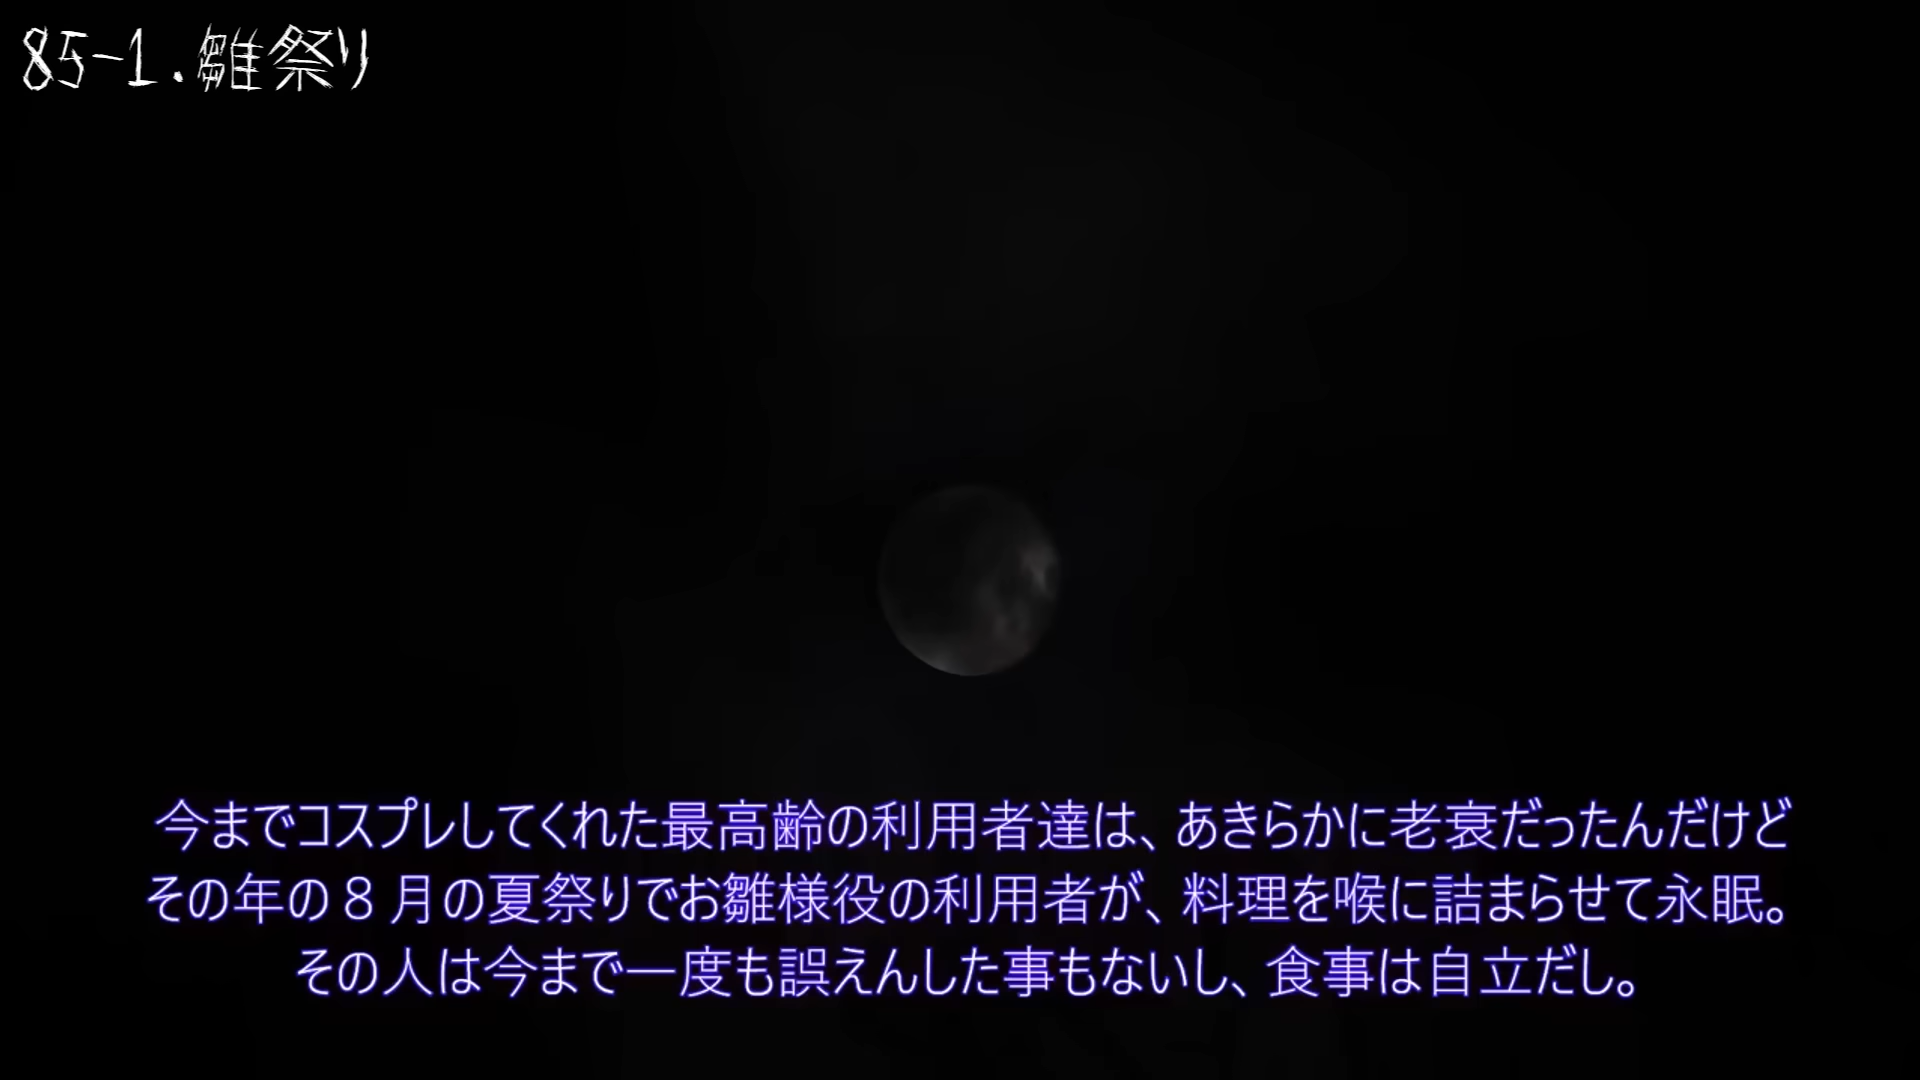 85-1.雛祭り
今までコスプレしてくれた最高齢の利用者達は、あきらかに老衰だったんだけど
その年の８月の夏祭りでお雛様役の利用者が、料理を喉に詰まらせて永眠。
その人は今まで一度も誤えんした事もないし、食事は自立だし。